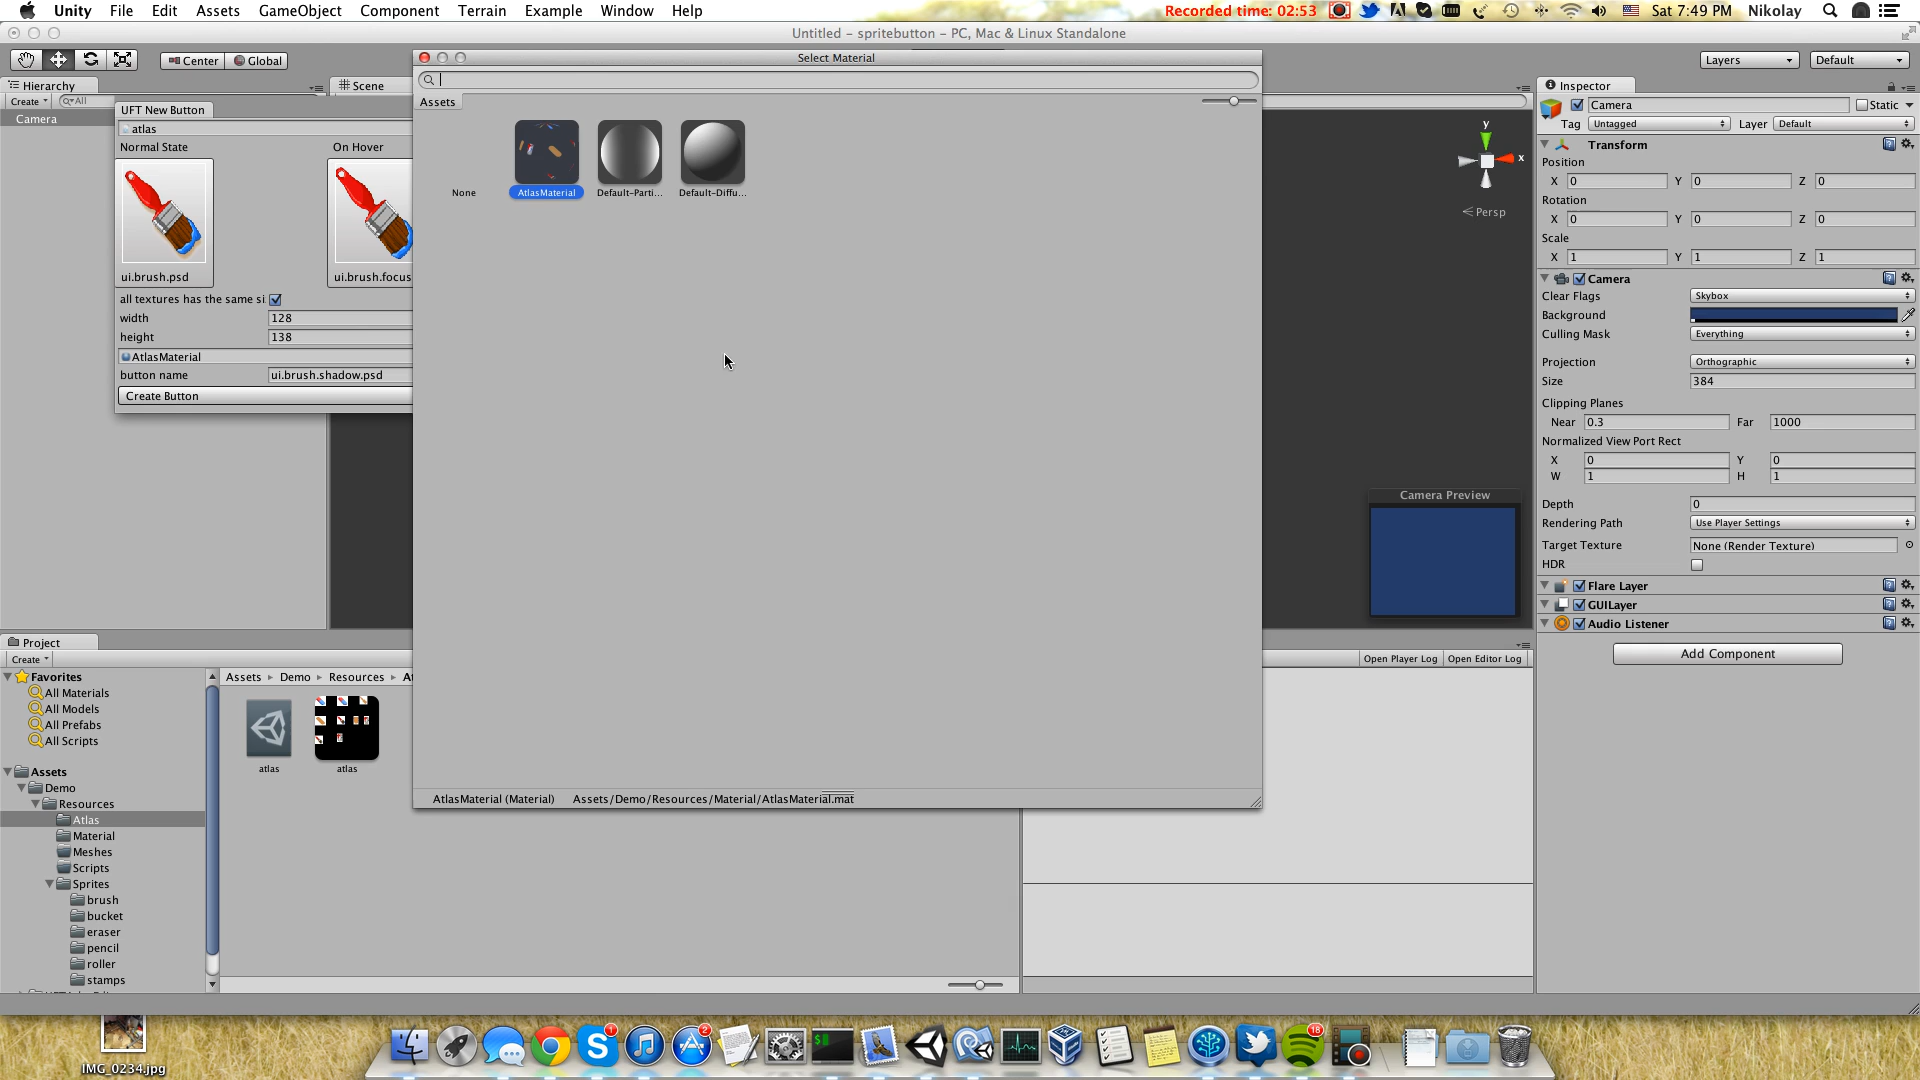 Unity File Edit Assets GameObject Component Terrain Example Window Help
Recorded time: 02:53 Sat 7:49 PM Nikolay
Untitled – spritebutton – PC, Mac & Linux Standalone
Center Global Layers Default
Select Material
Hierarchy
Scene
Create All
Camera
UFT New Button
atlas
Normal State On Hover
ui.brush.psd ui.brush.focus
all textures has the same si
width 128
height 138
AtlasMaterial
button name ui.brush.shadow.psd
Create Button
Assets
None AtlasMaterial Default-Parti... Default-Diffu...
AtlasMaterial (Material) Assets/Demo/Resources/Material/AtlasMaterial.mat
y
x
Persp
Camera Preview
Inspector
Camera Static
Tag Untagged Layer Default
Transform
Position
X 0 Y 0 Z 0
Rotation
X 0 Y 0 Z 0
Scale
X 1 Y 1 Z 1
Camera
Clear Flags Skybox
Background
Culling Mask Everything
Projection Orthographic
Size 384
Clipping Planes
Near 0.3 Far 1000
Normalized View Port Rect
X 0 Y 0
W 1 H 1
Depth 0
Rendering Path Use Player Settings
Target Texture None (Render Texture)
HDR
Flare Layer
GUILayer
Audio Listener
Add Component
Project
Create
Open Player Log Open Editor Log
Favorites
All Materials
All Models
All Prefabs
All Scripts
Assets
Demo
Resources
Atlas
Material
Meshes
Scripts
Sprites
brush
bucket
eraser
pencil
roller
stamps
Assets Demo Resources At
atlas atlas
1 2 18
IMG_0234.jpg